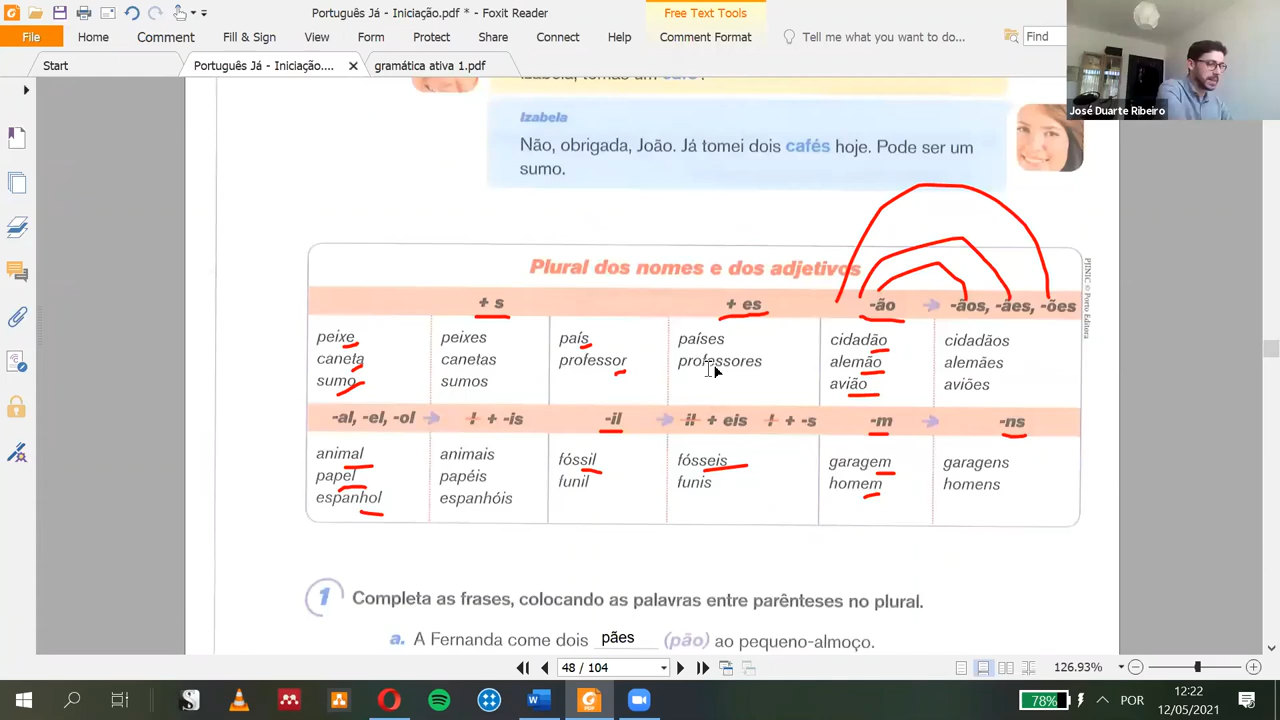 Português Já - Iniciação.pdf * - Foxit Reader
Free Text Tools
File Home Comment Fill & Sign View Form Protect Share Connect Help Comment Format Tell me what you want to do... Find
José Duarte Ribeiro
Start Português Já - Iniciação.... gramática ativa 1.pdf
Izabela
Não, obrigada, João. Já tomei dois cafés hoje. Pode ser um
sumo.
Plural dos nomes e dos adjetivos
+ s + es -ão -ãos, -ães, -ões
peixe peixes país países cidadão cidadãos
caneta canetas professor professores alemão alemães
sumo sumos avião aviões
-al, -el, -ol l + -is -il il + eis l + -s -m -ns
animal animais fóssil fósseis garagem garagens
papel papéis funil funis homem homens
espanhol espanhóis
PJINIC © Porto Editora
1 Completa as frases, colocando as palavras entre parênteses no plural.
a. A Fernanda come dois pães (pão) ao pequeno-almoço.
48 / 104 126.93%
78% POR 12:22
12/05/2021